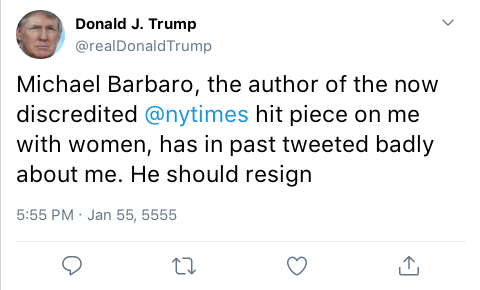 Donald J. Trump
@realDonaldTrump
Michael Barbaro, the author of the now
discredited @nytimes hit piece on me
with women, has in past tweeted badly
about me. He should resign
5:55 PM · Jan 55, 5555